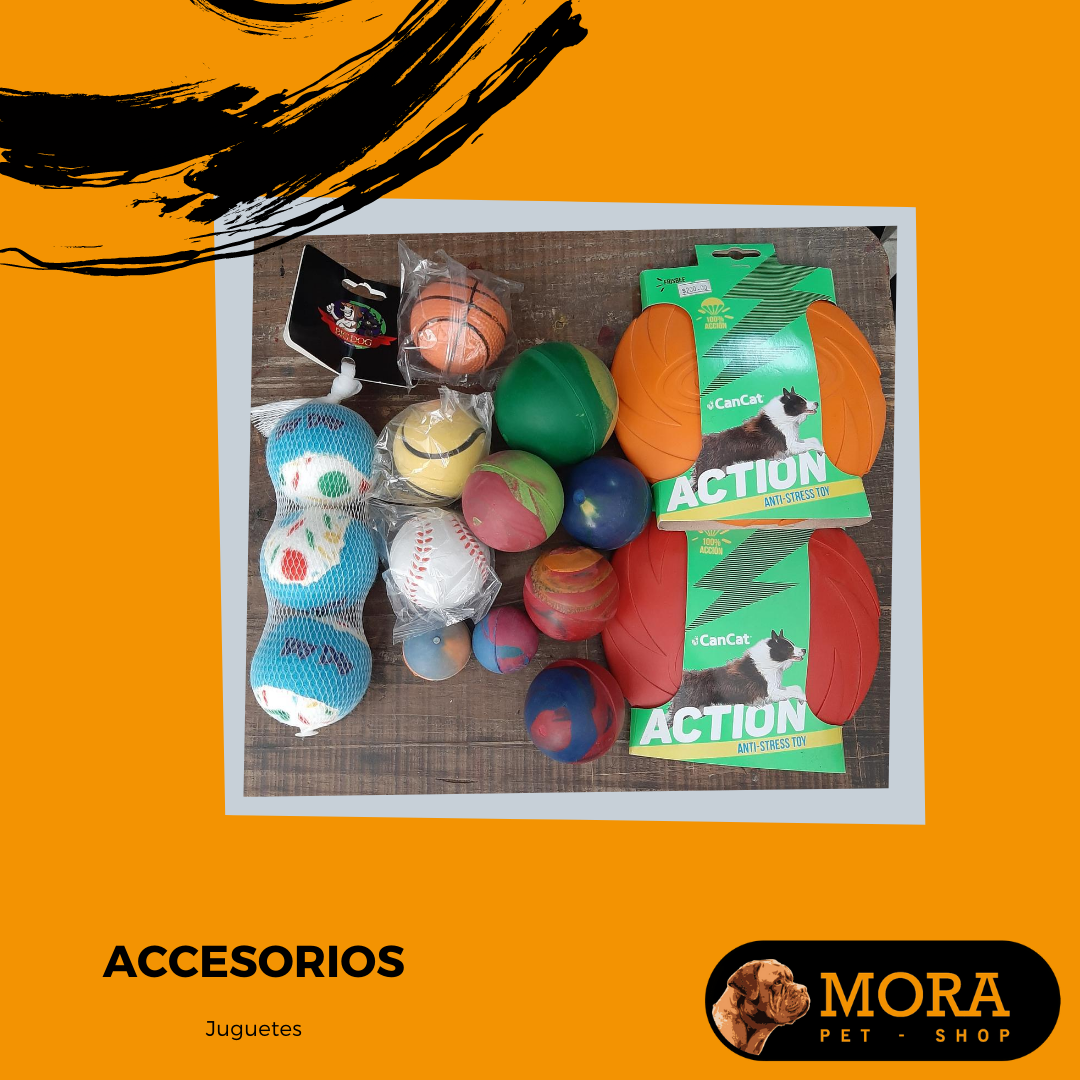 100%
ACCIÓN
CanCat
ACTION
ANTI-STRESS TOY
100%
ACCIÓN
CanCat
ACTION
ANTI-STRESS TOY
ACCESORIOS
Juguetes
MORA
PET - SHOP